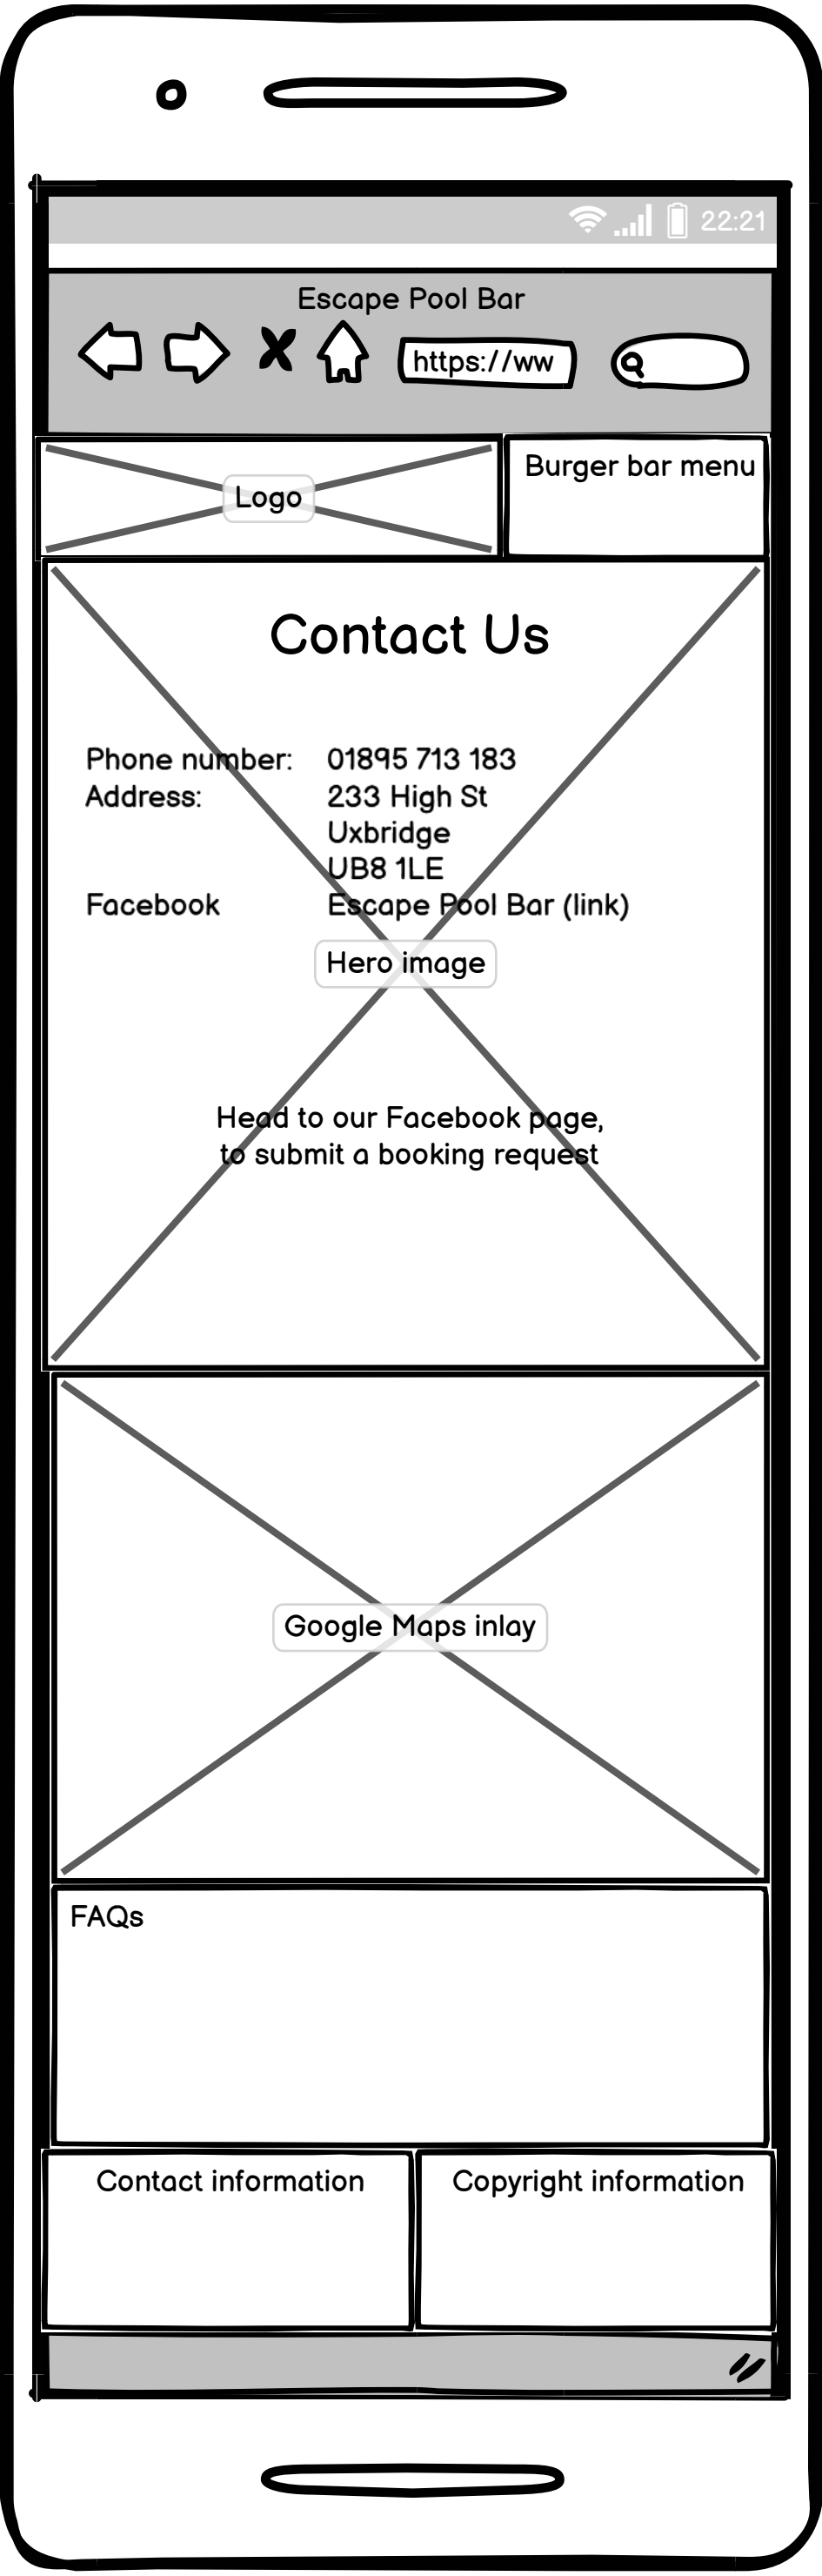 22:21
Escape Pool Bar
https://ww
Logo
Burger bar menu
Contact Us
Phone number: 01895 713 183
Address: 233 High St
Uxbridge
UB8 1LE
Facebook Escape Pool Bar (link)
Hero image
Head to our Facebook page,
to submit a booking request
Google Maps inlay
FAQs
Contact information
Copyright information